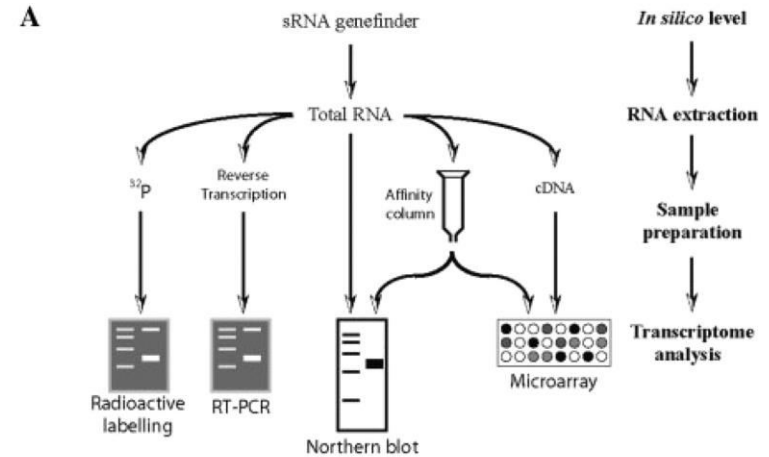 A
sRNA genefinder
In silico level
Total RNA
RNA extraction
32P
Reverse
Transcription
Affinity
column
cDNA
Sample
preparation
Transcriptome
analysis
Radioactive
labelling
RT-PCR
Northern blot
Microarray